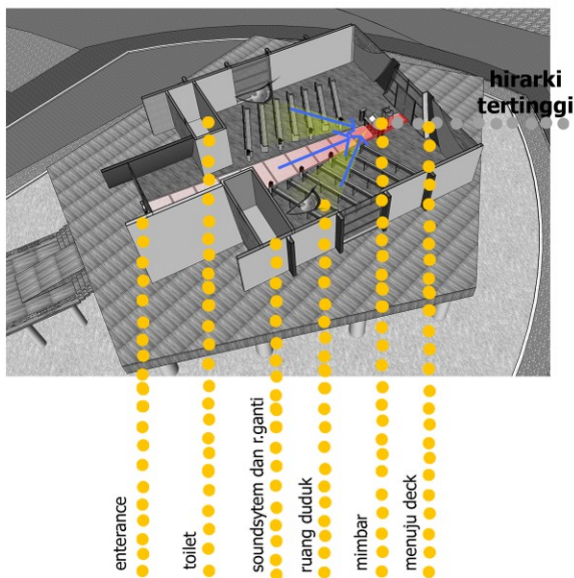 hirarki
tertinggi
enterance
toilet
soundsytem dan r.ganti
ruang duduk
mimbar
menuju deck